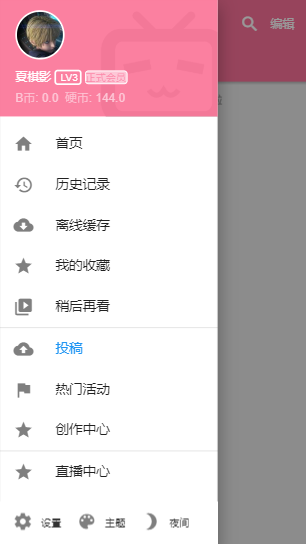 编辑
夏棋影 LV3 正式会员
B币: 0.0 硬币: 144.0
首页
历史记录
离线缓存
我的收藏
稍后再看
投稿
热门活动
创作中心
直播中心
设置 主题 夜间